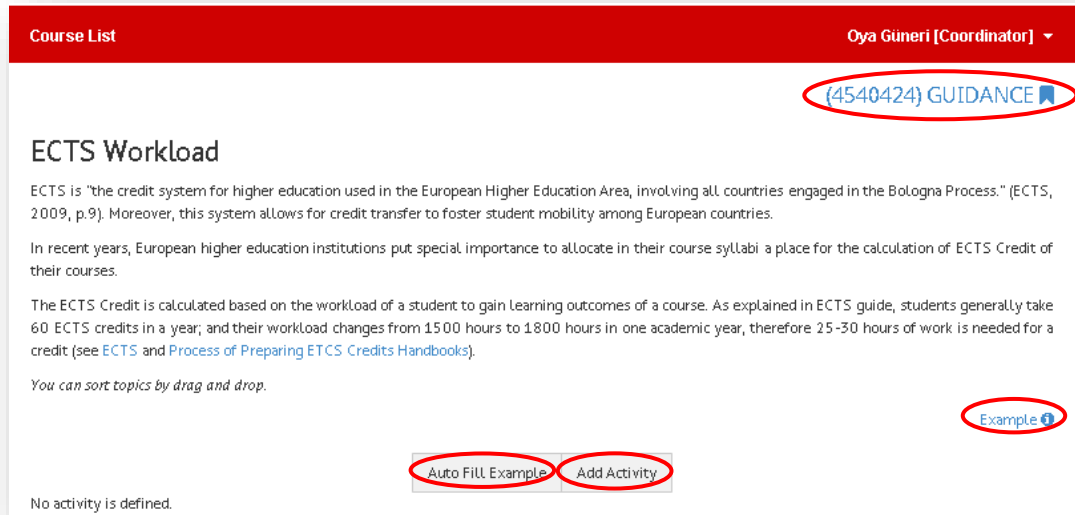 Course List
Oya Güneri [Coordinator]
(4540424) GUIDANCE
ECTS Workload
ECTS is "the credit system for higher education used in the European Higher Education Area, involving all countries engaged in the Bologna Process." (ECTS,
2009, p.9). Moreover, this system allows for credit transfer to foster student mobility among European countries.
In recent years, European higher education institutions put special importance to allocate in their course syllabi a place for the calculation of ECTS Credit of
their courses.
The ECTS Credit is calculated based on the workload of a student to gain learning outcomes of a course. As explained in ECTS guide, students generally take
60 ECTS credits in a year; and their workload changes from 1500 hours to 1800 hours in one academic year, therefore 25-30 hours of work is needed for a
credit (see ECTS and Process of Preparing ETCS Credits Handbooks).
You can sort topics by drag and drop.
Example
Auto Fill Example
Add Activity
No activity is defined.